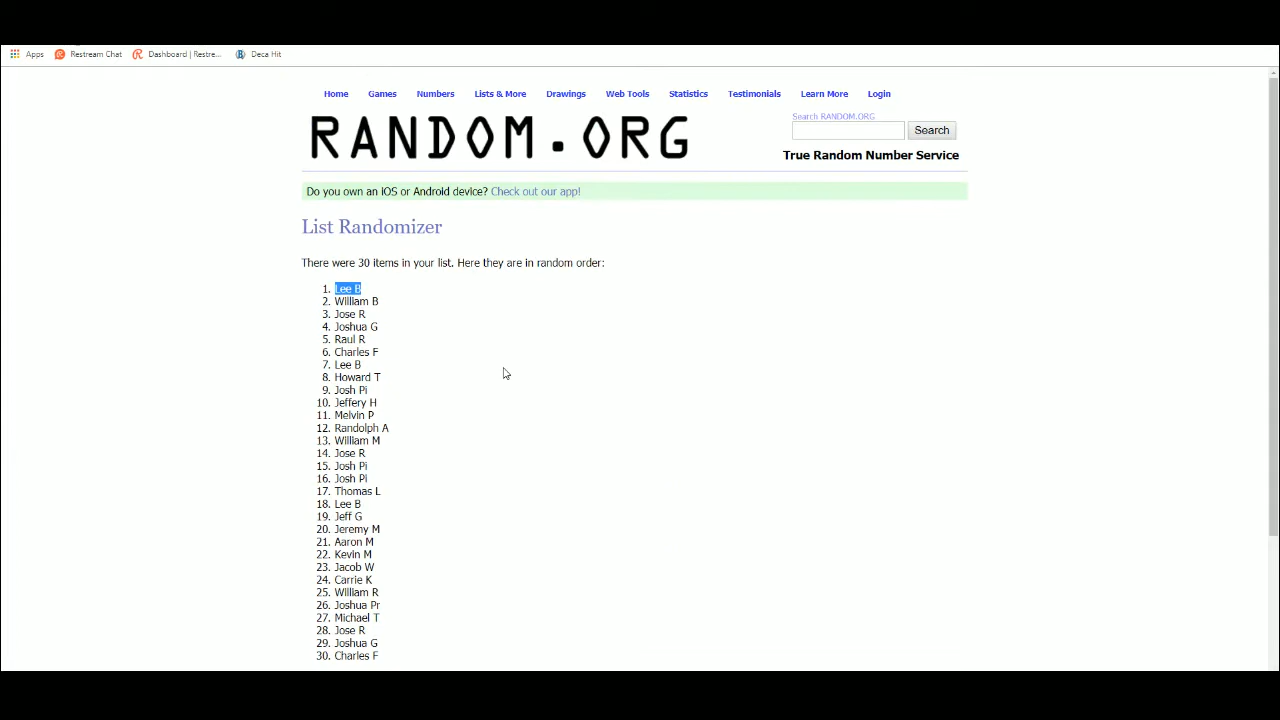 Apps Restream Chat Dashboard | Restre... Deca Hit
Home Games Numbers Lists & More Drawings Web Tools Statistics Testimonials Learn More Login
RANDOM.ORG
Search RANDOM.ORG
Search
True Random Number Service
Do you own an iOS or Android device? Check out our app!
List Randomizer
There were 30 items in your list. Here they are in random order:
1. Lee B
2. William B
3. Jose R
4. Joshua G
5. Raul R
6. Charles F
7. Lee B
8. Howard T
9. Josh Pi
10. Jeffery H
11. Melvin P
12. Randolph A
13. William M
14. Jose R
15. Josh Pi
16. Josh Pi
17. Thomas L
18. Lee B
19. Jeff G
20. Jeremy M
21. Aaron M
22. Kevin M
23. Jacob W
24. Carrie K
25. William R
26. Joshua Pr
27. Michael T
28. Jose R
29. Joshua G
30. Charles F